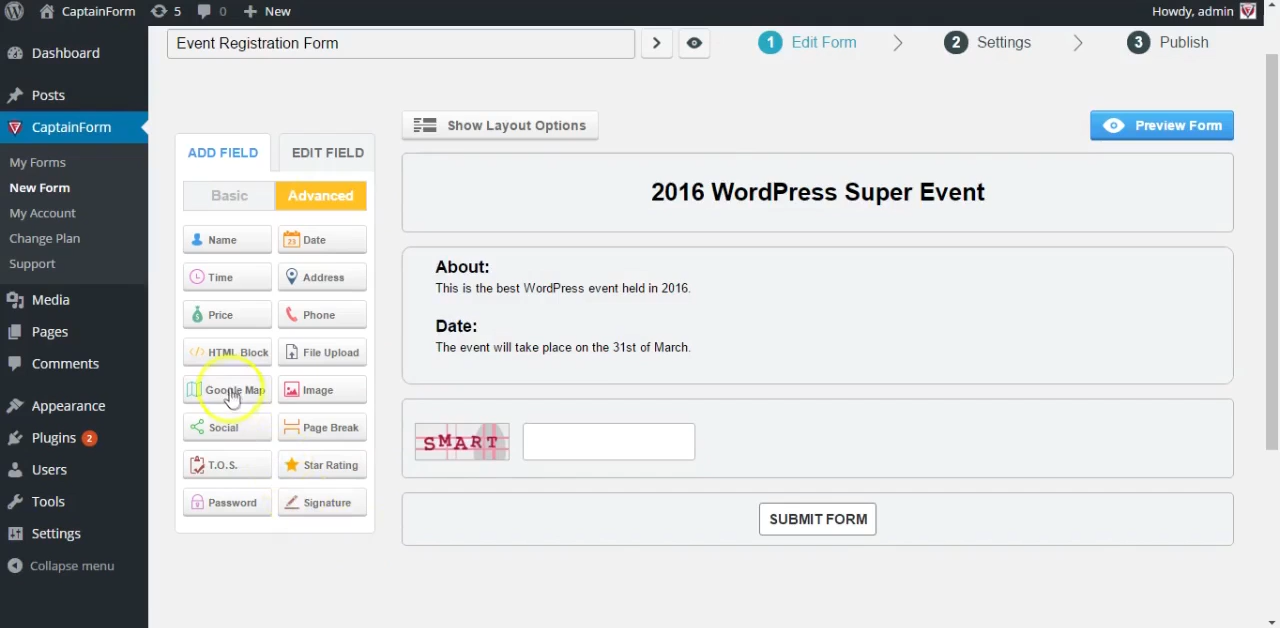 CaptainForm 5 0 New Howdy, admin
Dashboard
Posts
CaptainForm
My Forms
New Form
My Account
Change Plan
Support
Media
Pages
Comments
Appearance
Plugins 2
Users
Tools
Settings
Collapse menu
Event Registration Form
1 Edit Form 2 Settings 3 Publish
ADD FIELD EDIT FIELD
Basic Advanced
Name 23 Date
Time Address
Price Phone
HTML Block File Upload
Google Map Image
Social Page Break
T.O.S. Star Rating
Password Signature
Show Layout Options Preview Form
2016 WordPress Super Event
About:
This is the best WordPress event held in 2016.
Date:
The event will take place on the 31st of March.
SMART
SUBMIT FORM